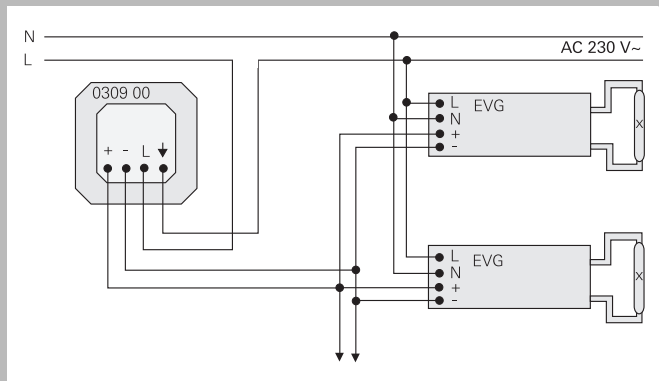 N
L
AC 230 V~
0309 00
+ - L ↓
L EVG
N
+
-
x
L EVG
N
+
-
x